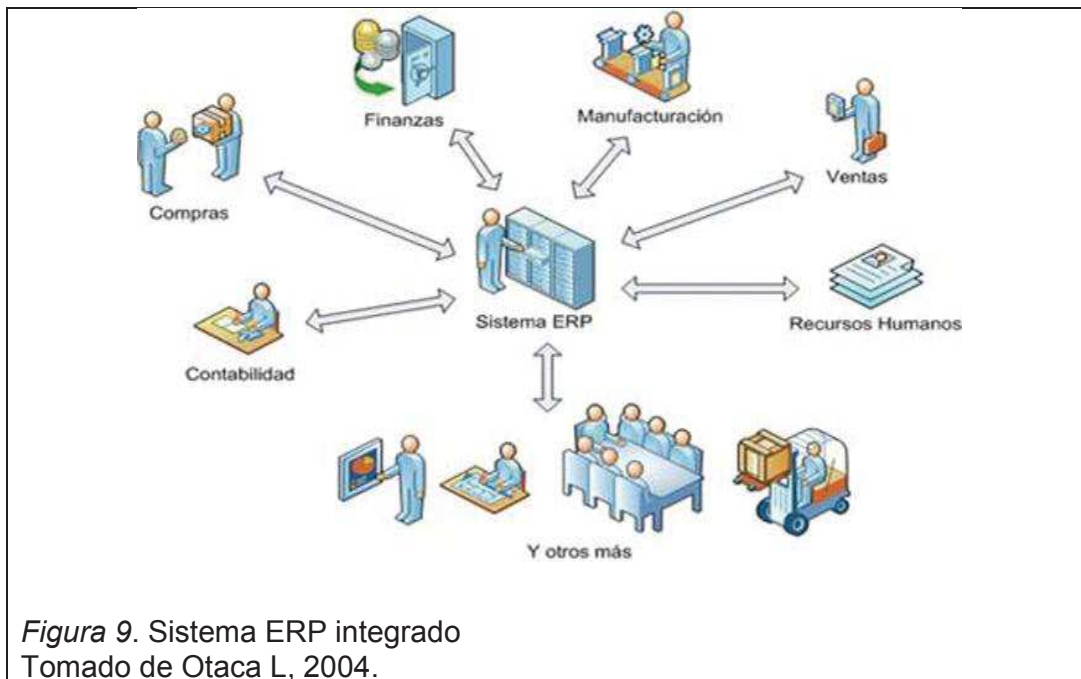 Finanzas
Manufacturación
Compras
Ventas
Sistema ERP
Recursos Humanos
Contabilidad
Y otros más
Figura 9. Sistema ERP integrado
Tomado de Otaca L, 2004.